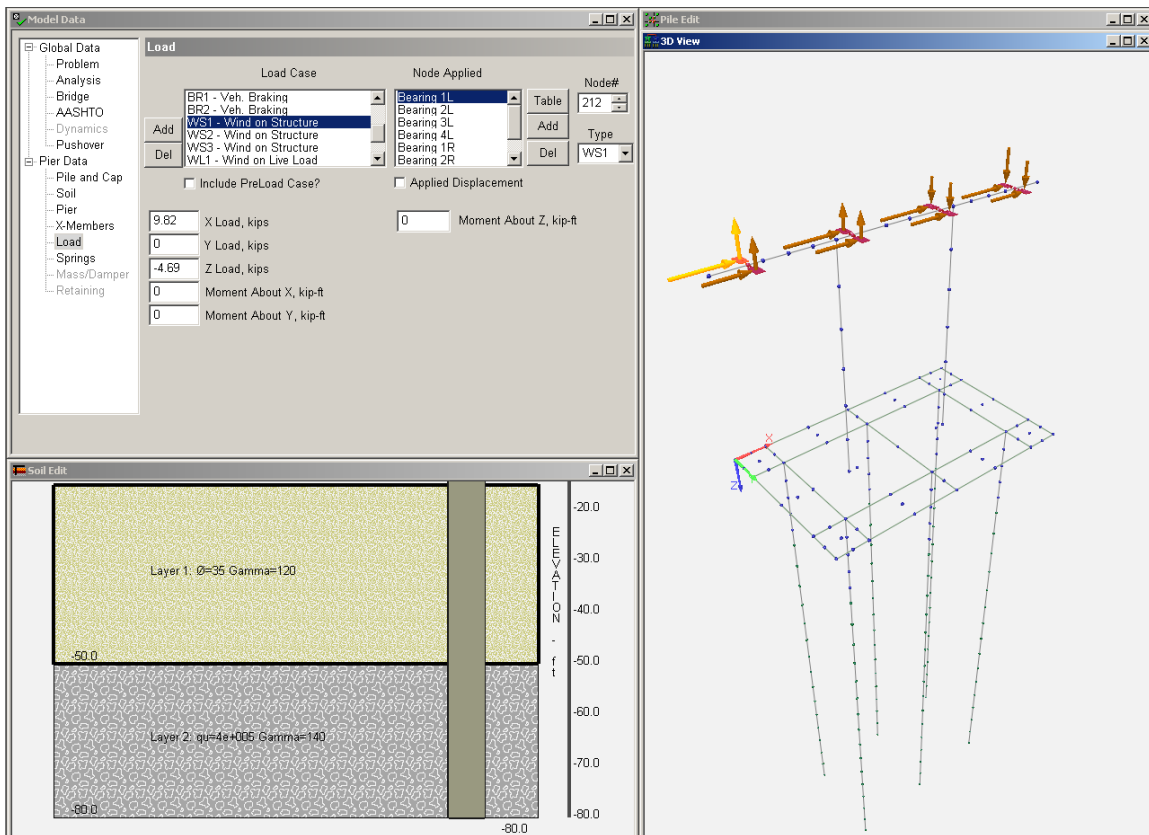 Model Data
Global Data
Problem
Analysis
Bridge
AASHTO
Dynamics
Pushover
Pier Data
Pile and Cap
Soil
Pier
X-Members
Load
Springs
Mass/Damper
Retaining
Load
Load Case
Node Applied
Node#
BR1 - Veh. Braking
BR2 - Veh. Braking
WS1 - Wind on Structure
WS2 - Wind on Structure
WS3 - Wind on Structure
WL1 - Wind on Live Load
Add
Del
Bearing 1L
Bearing 2L
Bearing 3L
Bearing 4L
Bearing 1R
Bearing 2R
Table
Add
Del
212
Type
WS1
Include PreLoad Case?
Applied Displacement
9.82 X Load, kips
0 Moment About Z, kip-ft
0 Y Load, kips
-4.69 Z Load, kips
0 Moment About X, kip-ft
0 Moment About Y, kip-ft
Soil Edit
Layer 1: Ø=35 Gamma=120
-50.0
Layer 2: qu=4e+005 Gamma=140
-80.0
-80.0
ELEVATION - ft
-20.0
-30.0
-40.0
-50.0
-60.0
-70.0
-80.0
Pile Edit
3D View
X
Z